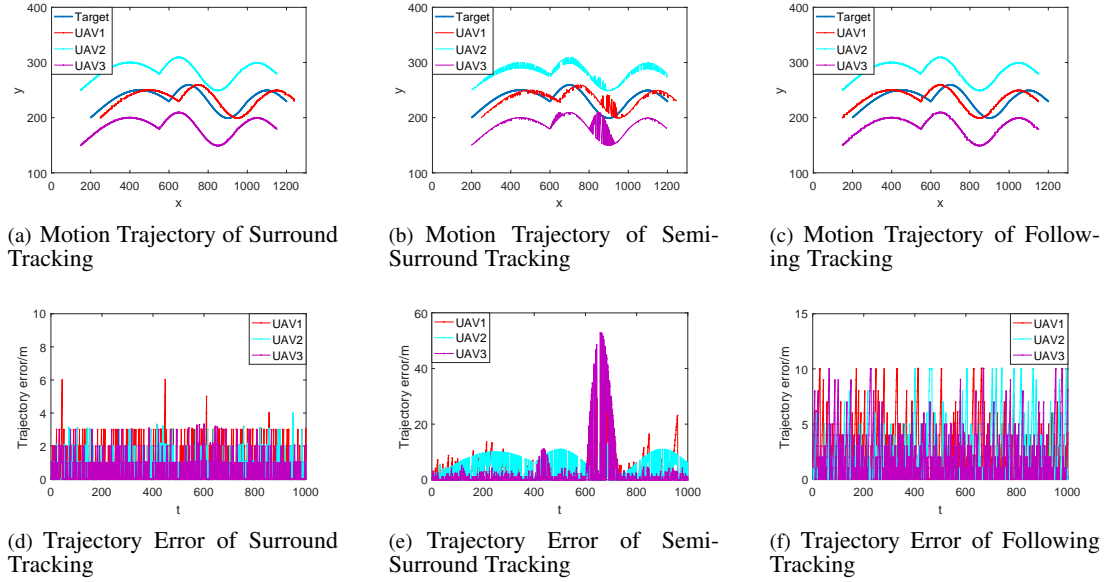 400
300
200
100
y
0 200 400 600 800 1000 1200
x
Target
UAV1
UAV2
UAV3
(a) Motion Trajectory of Surround
Tracking
400
300
200
100
y
0 200 400 600 800 1000 1200
x
Target
UAV1
UAV2
UAV3
(b) Motion Trajectory of Semi-
Surround Tracking
400
300
200
100
y
0 200 400 600 800 1000 1200
x
Target
UAV1
UAV2
UAV3
(c) Motion Trajectory of Follow-
ing Tracking
10
8
6
4
2
0
Trajectory error/m
0 200 400 600 800 1000
t
UAV1
UAV2
UAV3
(d) Trajectory Error of Surround
Tracking
60
40
20
0
Trajectory error/m
0 200 400 600 800 1000
t
UAV1
UAV2
UAV3
(e) Trajectory Error of Semi-
Surround Tracking
15
10
5
0
Trajectory error/m
0 200 400 600 800 1000
t
UAV1
UAV2
UAV3
(f) Trajectory Error of Following
Tracking